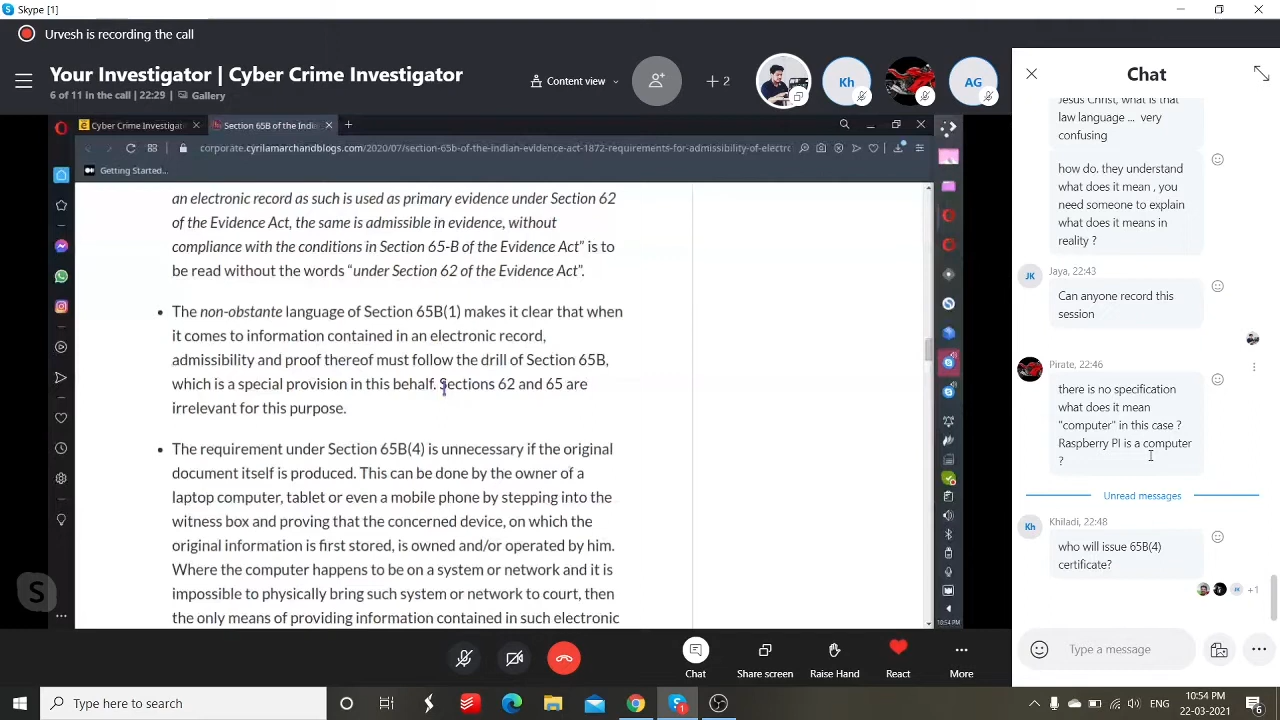 Skype [1]
Urvesh is recording the call
Your Investigator | Cyber Crime Investigator
6 of 11 in the call | 22:29 | Gallery
Content view
+2
Kh
AG
Cyber Crime Investigat
Section 65B of the Indi
corporate.cyrilamarchandblogs.com/2020/07/section-65b-of-the-indian-evidence-act-1872-requirements-for-admissibility-of-electro
Getting Started...
an electronic record as such is used as primary evidence under Section 62
of the Evidence Act, the same is admissible in evidence, without
compliance with the conditions in Section 65-B of the Evidence Act” is to
be read without the words “under Section 62 of the Evidence Act”.
The non-obstante language of Section 65B(1) makes it clear that when
it comes to information contained in an electronic record,
admissibility and proof thereof must follow the drill of Section 65B,
which is a special provision in this behalf. Sections 62 and 65 are
irrelevant for this purpose.
The requirement under Section 65B(4) is unnecessary if the original
document itself is produced. This can be done by the owner of a
laptop computer, tablet or even a mobile phone by stepping into the
witness box and proving that the concerned device, on which the
original information is first stored, is owned and/or operated by him.
Where the computer happens to be on a system or network and it is
impossible to physically bring such system or network to court, then
the only means of providing information contained in such electronic
10:54 PM
Chat
Jesus Christ, what is that
law language ... very
confusing
how do. they understand
what does it mean , you
need someone to explain
what does it means in
reality ?
JK
Jaya, 22:43
Can anyone record this
session
Pirate, 22:46
there is no specification
what does it mean
"computer" in this case ?
Raspberry PI is a computer
?
Unread messages
Kh
Khiladi, 22:48
who will issue 65B(4)
certificate?
JK
+1
Type a message
Chat
Share screen
Raise Hand
React
More
Type here to search
1
ENG
10:54 PM
22-03-2021
6